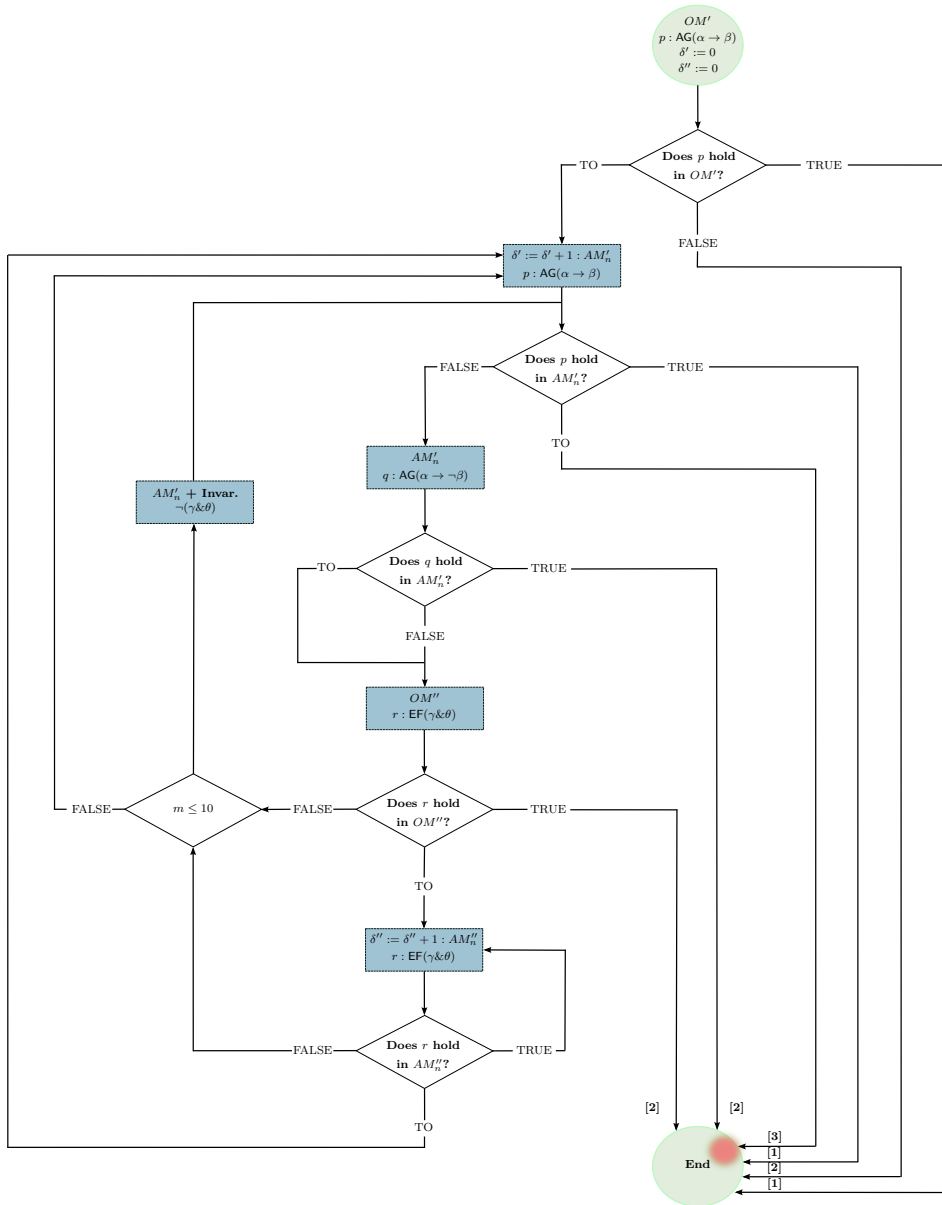 OM′
p : AG(α → β)
δ′ := 0
δ′′ := 0
Does p hold
in OM′?
TO
TRUE
FALSE
δ′ := δ′ + 1 : AM′ₙ
p : AG(α → β)
Does p hold
in AM′ₙ?
FALSE
TRUE
TO
AM′ₙ
q : AG(α → ¬β)
AM′ₙ + Invar.
¬(γ&θ)
Does q hold
in AM′ₙ?
TO
TRUE
FALSE
OM′′
r : EF(γ&θ)
FALSE
m ≤ 10
FALSE
Does r hold
in OM′′?
TRUE
TO
δ′′ := δ′′ + 1 : AM′′ₙ
r : EF(γ&θ)
FALSE
Does r hold
in AM′′ₙ?
TRUE
TO
[2]
[2]
[3]
[1]
[2]
[1]
End